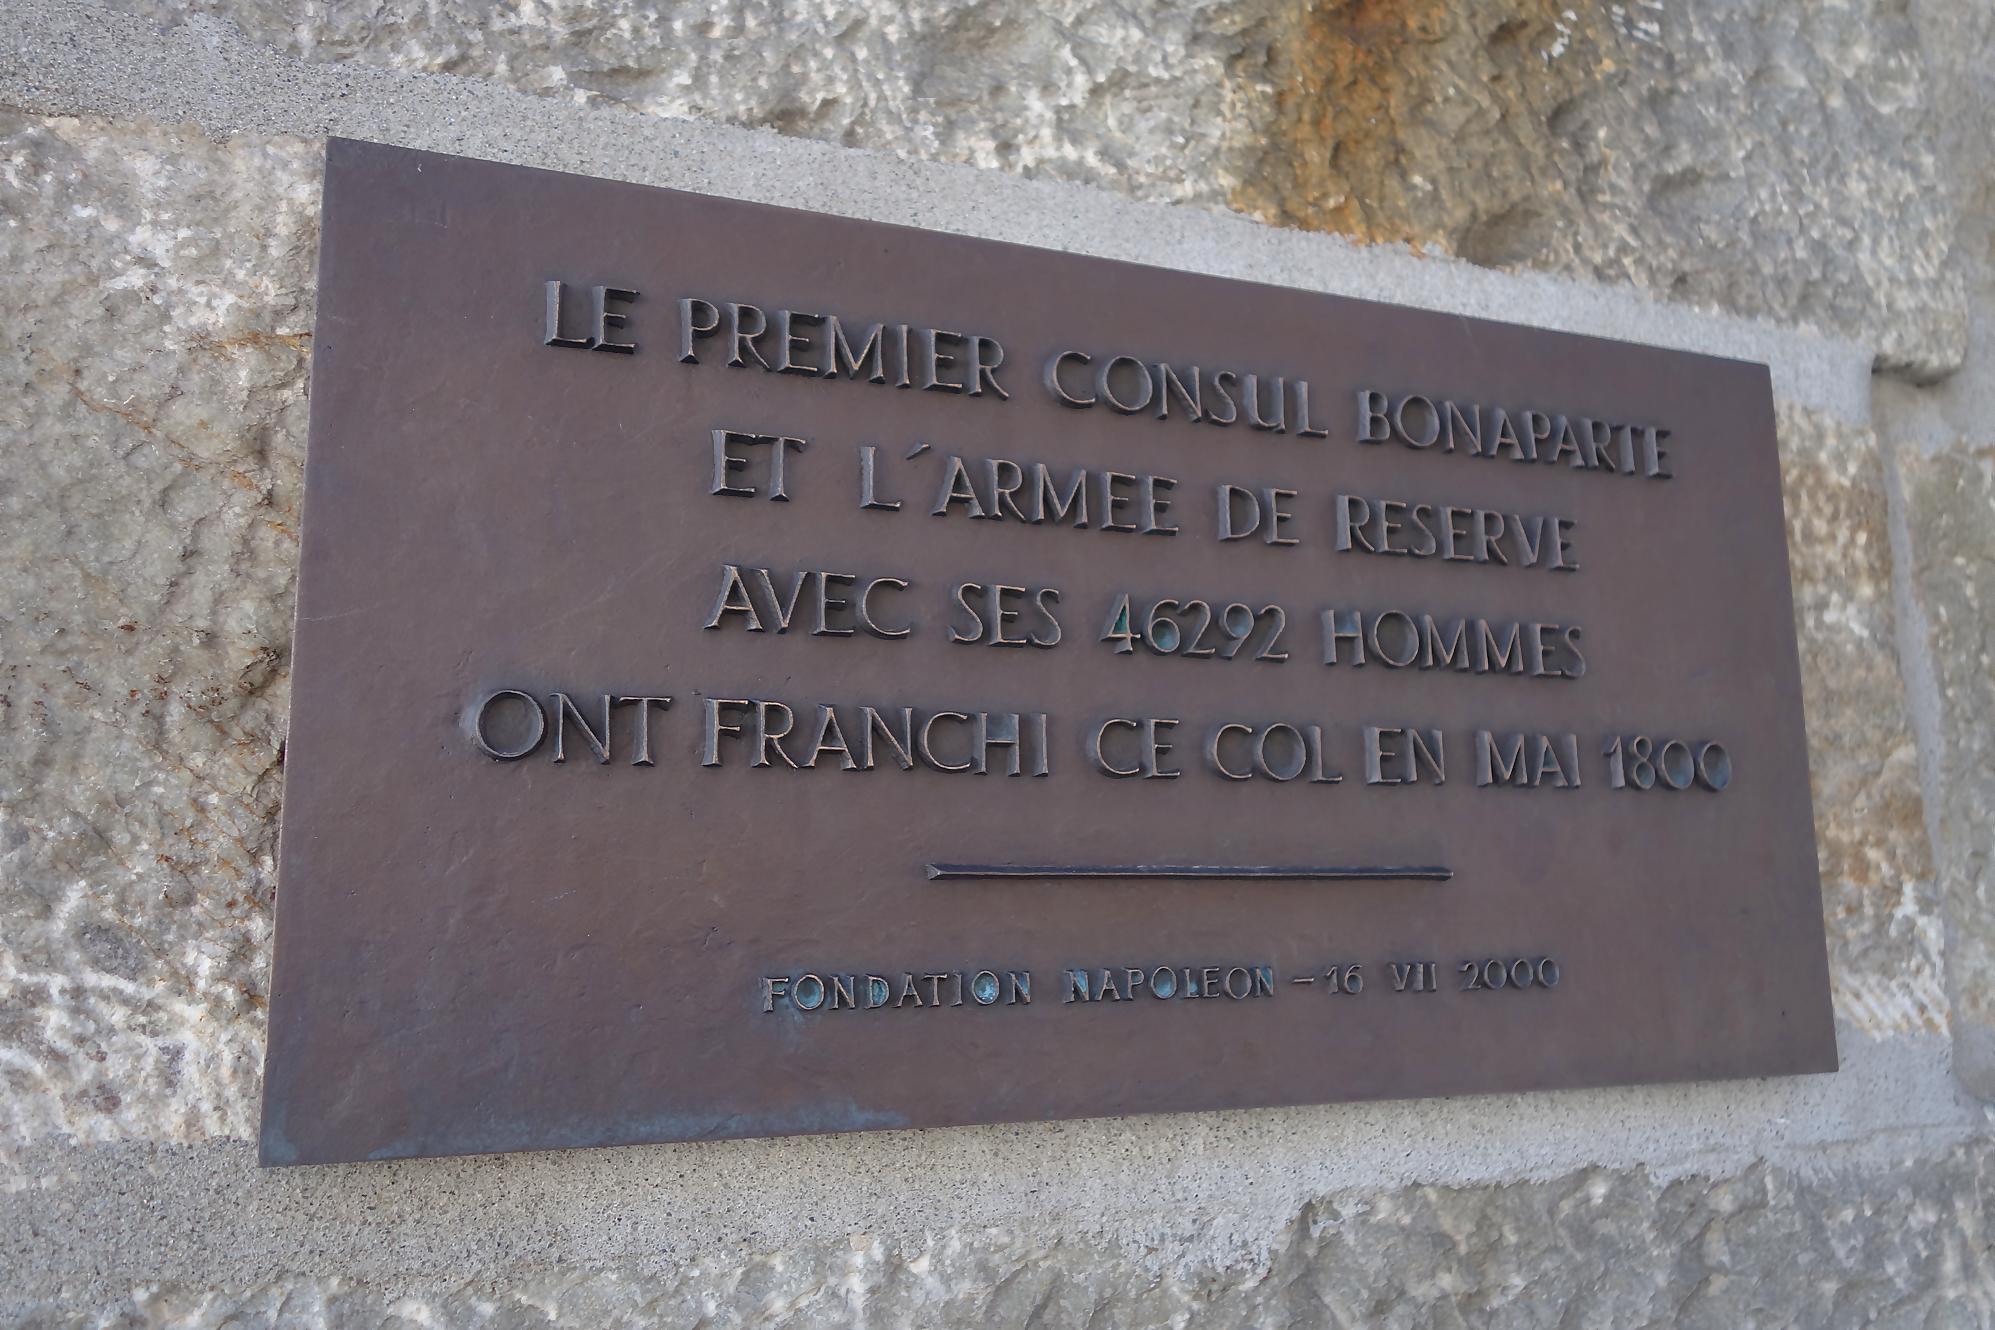 LE PREMIER CONSUL BONAPARTE
ET L'ARMEE DE RESERVE
AVEC SES 46292 HOMMES
ONT FRANCHI CE COL EN MAI 1800
FONDATION NAPOLEON - 16 VII 2000